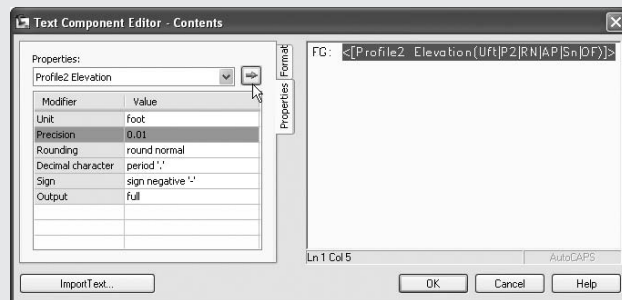 Text Component Editor - Contents
Properties:
Profile2 Elevation
Modifier Value
Unit foot
Precision 0.01
Rounding round normal
Decimal character period '.'
Sign sign negative '-'
Output full
Format
Properties
FG: <[Profile2 Elevation(Uft|P2|RN|AP|Sn|OF)]>
Ln 1 Col 5
AutoCAPS
ImportText...
OK
Cancel
Help